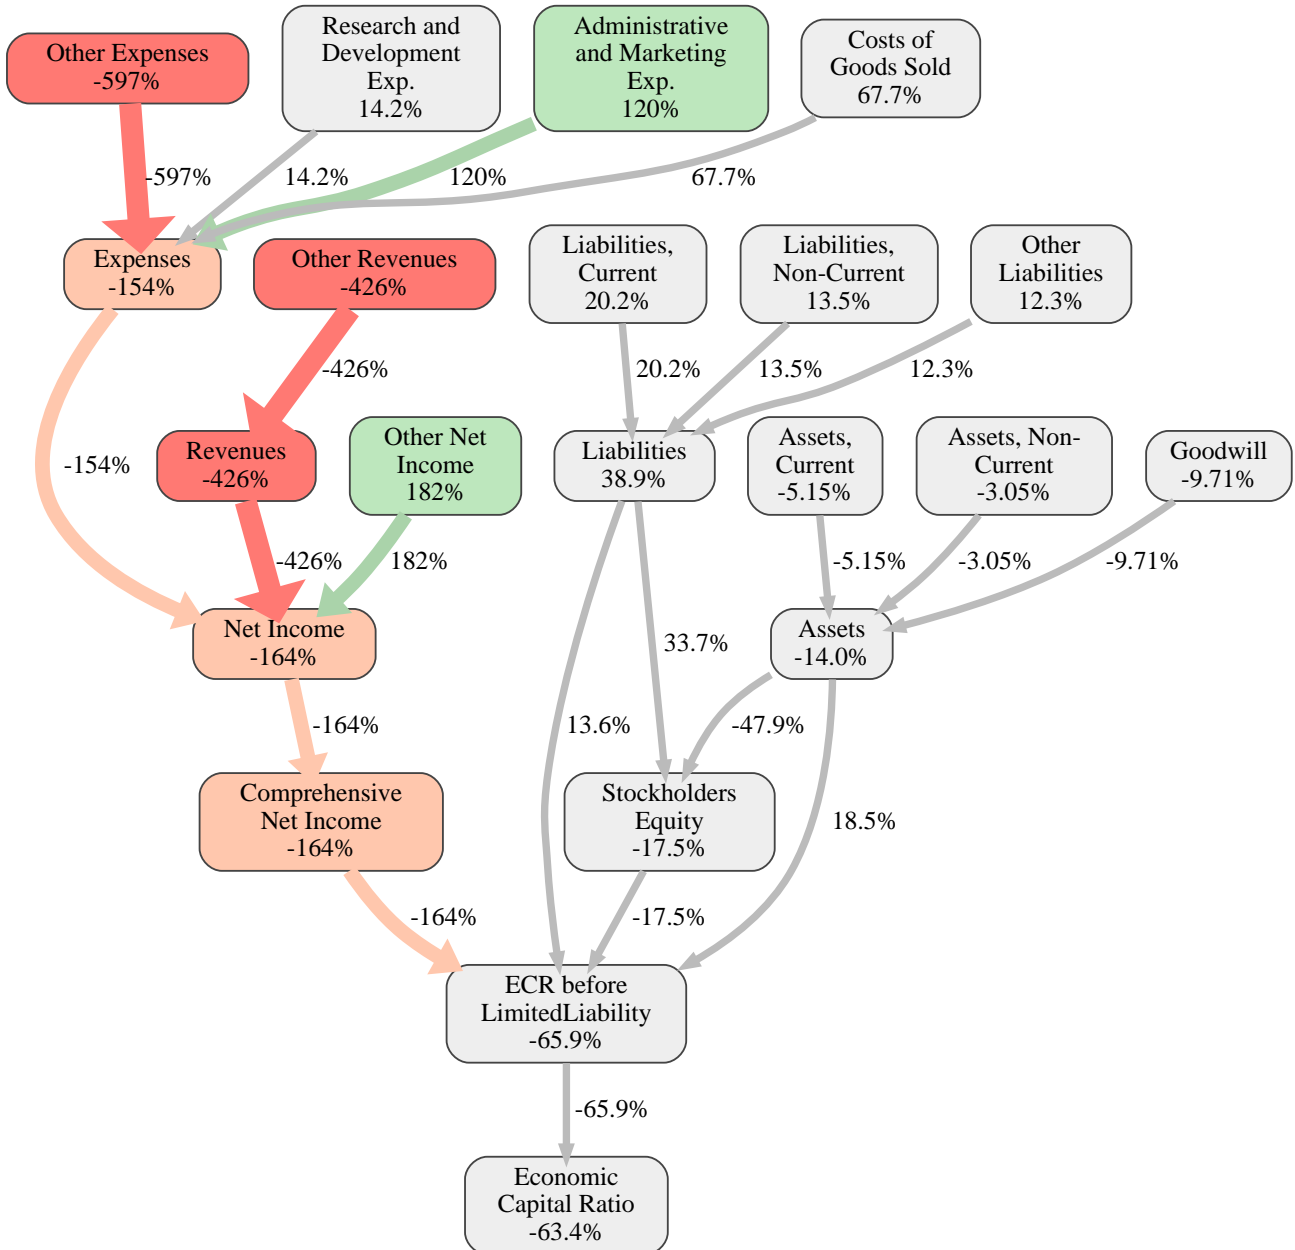 Other Expenses
-597%
Research and
Development
Exp.
14.2%
Administrative
and Marketing
Exp.
120%
Costs of
Goods Sold
67.7%
-597%
14.2%
120%
67.7%
Expenses
-154%
Other Revenues
-426%
Liabilities,
Current
20.2%
Liabilities,
Non-Current
13.5%
Other
Liabilities
12.3%
-426%
20.2%
13.5%
12.3%
-154%
Revenues
-426%
Other Net
Income
182%
Liabilities
38.9%
Assets,
Current
-5.15%
Assets, Non-
Current
-3.05%
Goodwill
-9.71%
-426%
182%
-5.15%
-3.05%
-9.71%
Net Income
-164%
33.7%
Assets
-14.0%
-164%
13.6%
-47.9%
18.5%
Comprehensive
Net Income
-164%
Stockholders
Equity
-17.5%
-164%
-17.5%
ECR before
LimitedLiability
-65.9%
-65.9%
Economic
Capital Ratio
-63.4%